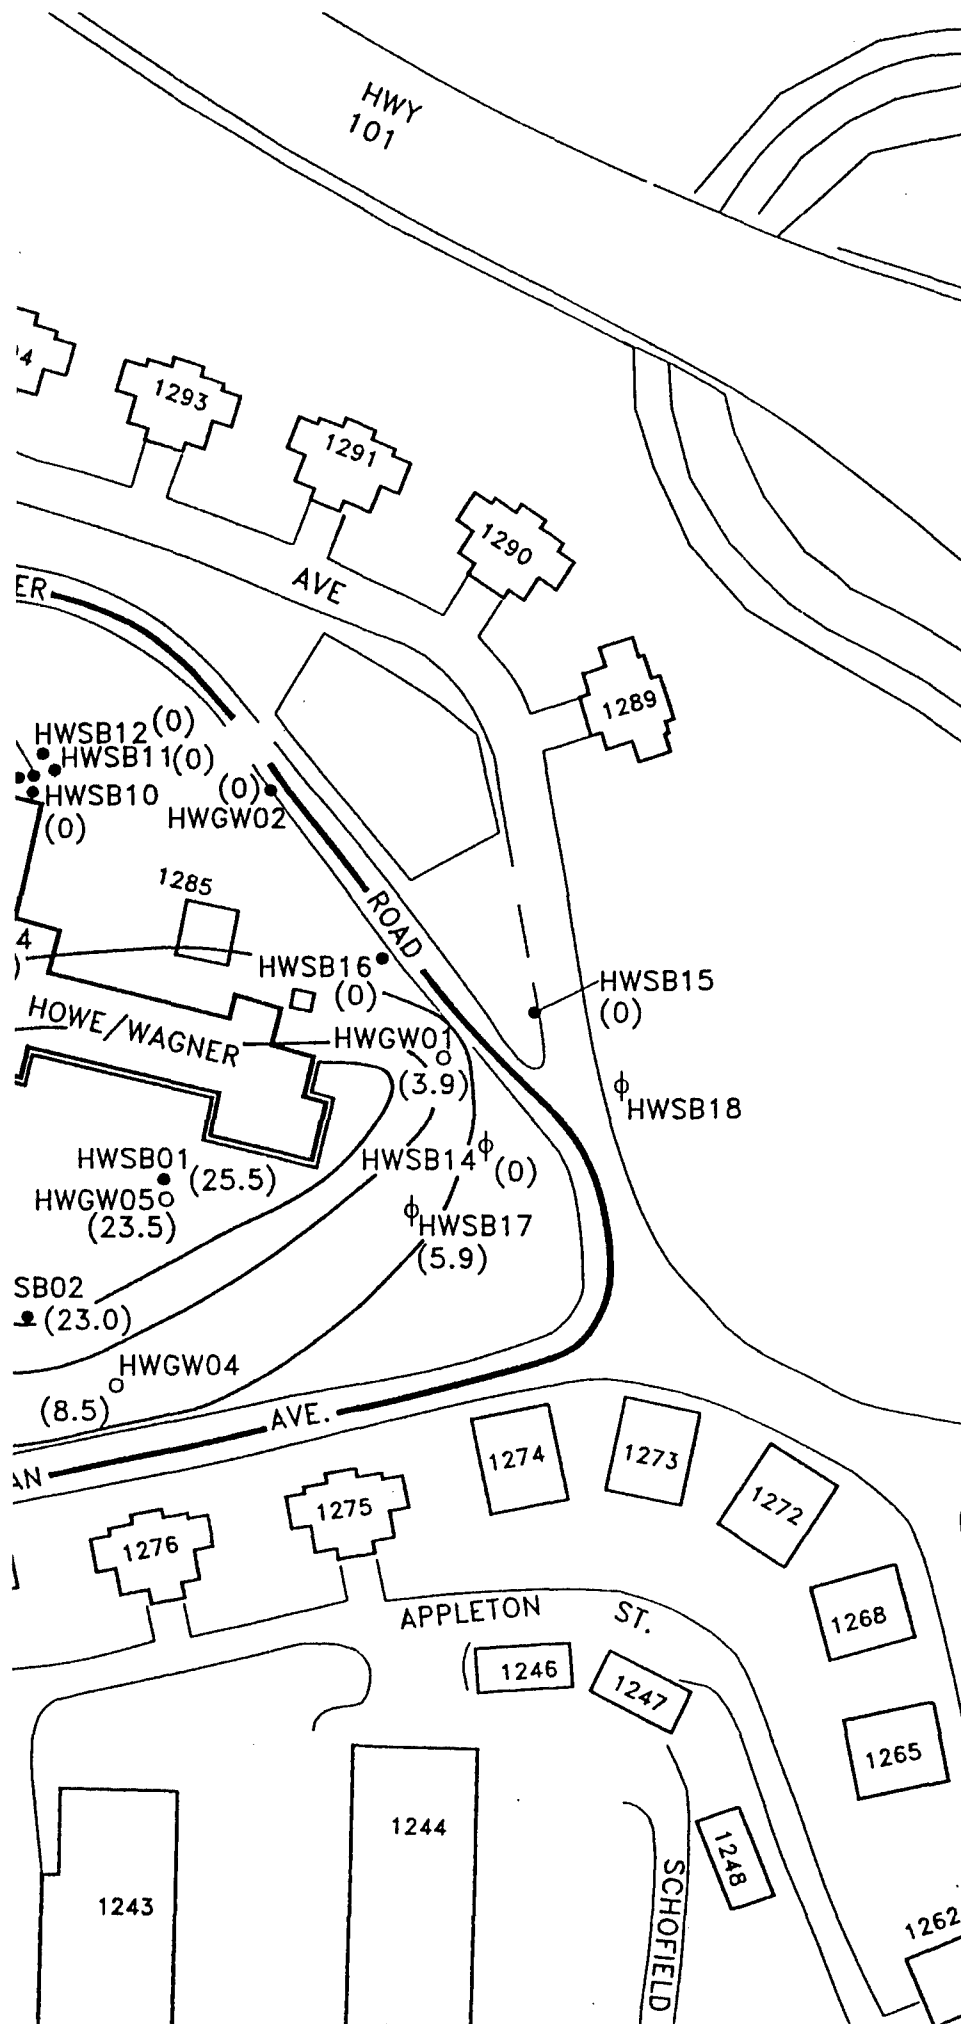 HWY
101
1293
1291
1290
AVE
ER
1289
HWSB12 (0)
HWSB11 (0)
HWSB10
(0)
(0)
HWGW02
1285
ROAD
4
)
HWSB16
(0)
HWSB15
(0)
HOWE/WAGNER
HWGW01
(3.9)
HWSB18
HWSB14 (0)
HWSB01 (25.5)
HWGW05
(23.5)
HWSB17
(5.9)
SB02
(23.0)
HWGW04
(8.5)
AVE.
AN
1274
1273
1272
1275
1276
1268
APPLETON ST.
1246
1247
1265
1244
1248
1243
SCHOFIELD
1262